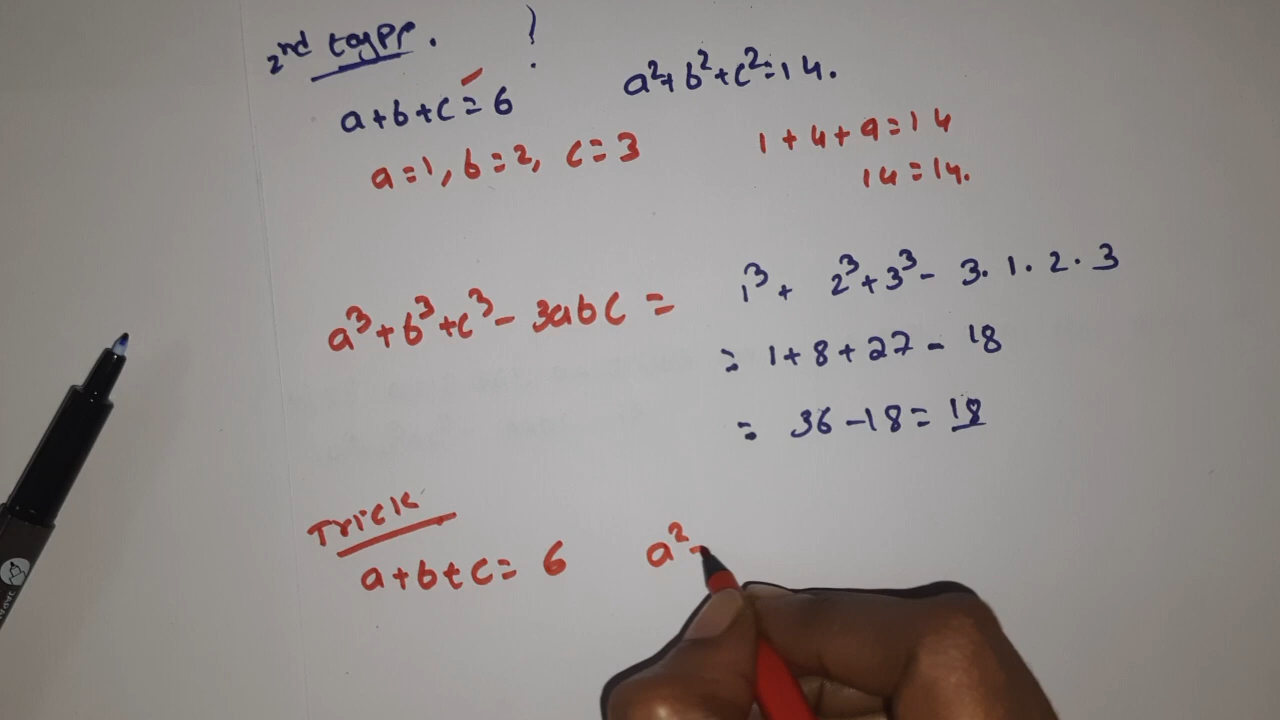 2nd
a+b+c=6 ?
a²+b²+c²=14.
a=1, b=2, c=3
1+4+9=14
14=14.
a³+b³+c³-3abc = 1³+ 2³+3³- 3.1.2.3
= 1+8+27-18
= 36-18=18
Trick
a+b+c= 6 a²-